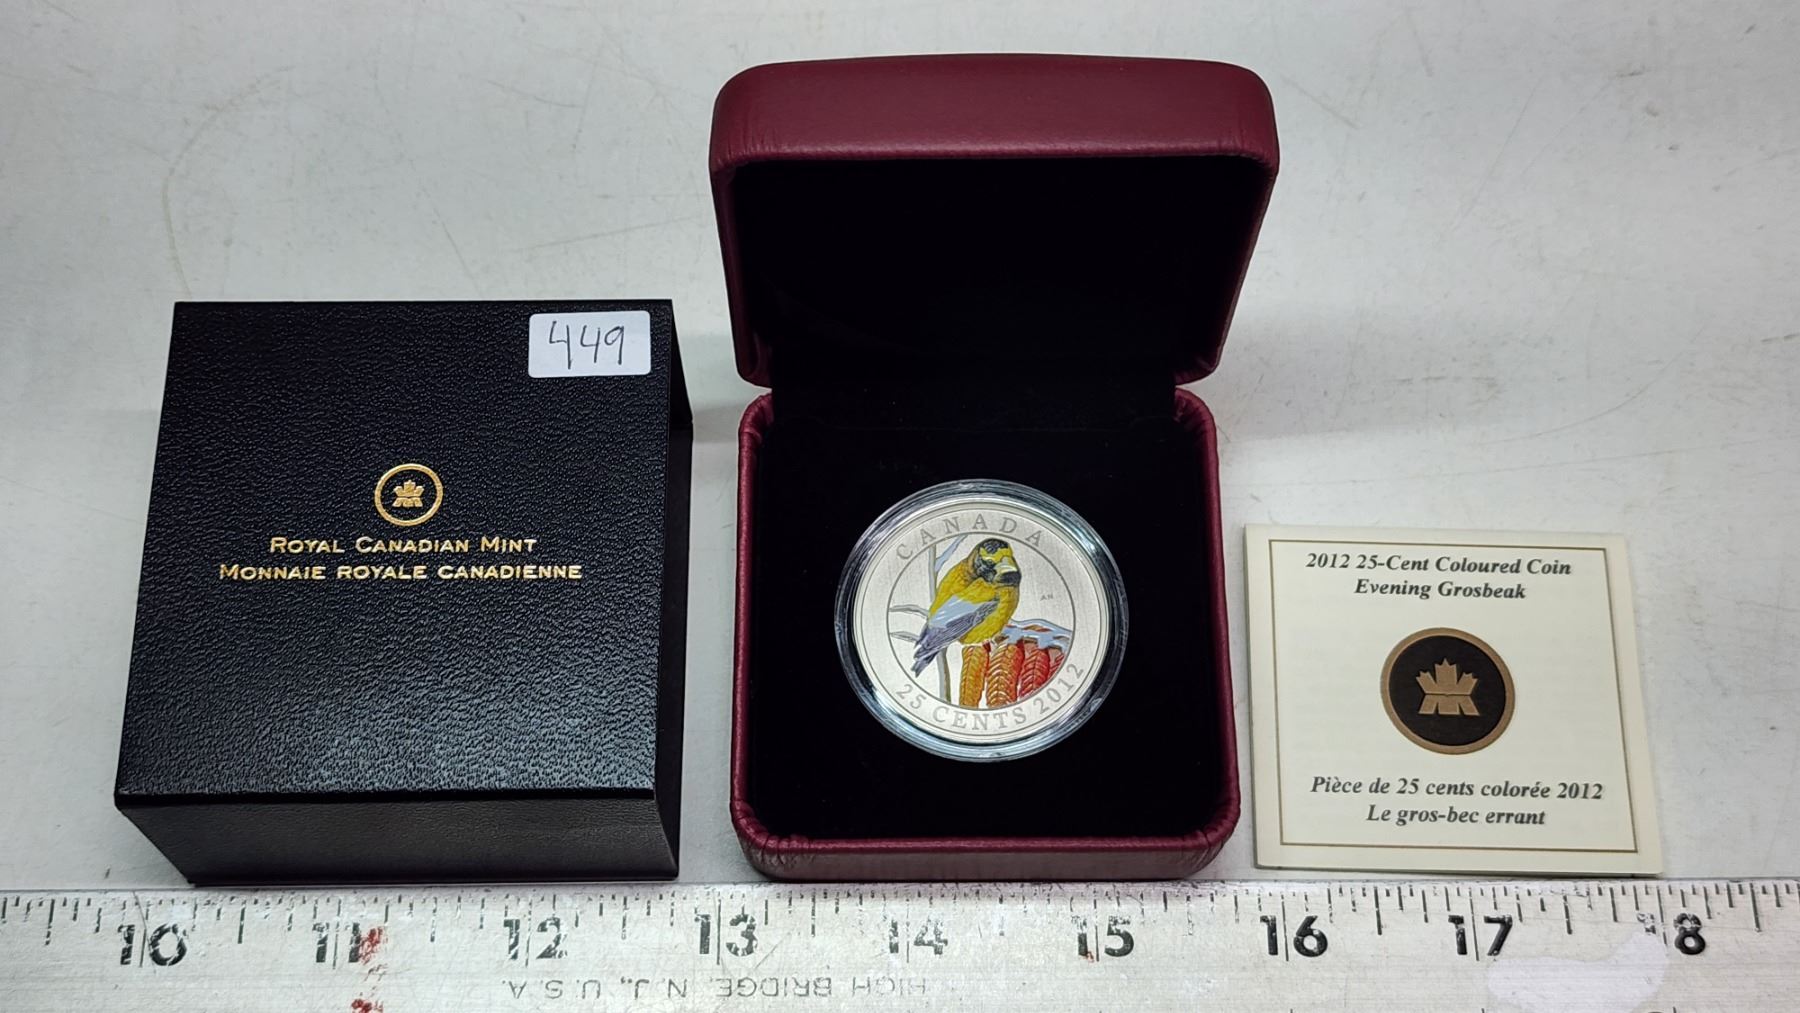 449
ROYAL CANADIAN MINT
MONNAIE ROYALE CANADIENNE
CANADA
AN
25 CENTS 2012
2012 25-Cent Coloured Coin
Evening Grosbeak
Pièce de 25 cents colorée 2012
Le gros-bec errant
10 11 12 13 14 15 16 17 18
HIGH BRIDGE, N.J., U.S.A.